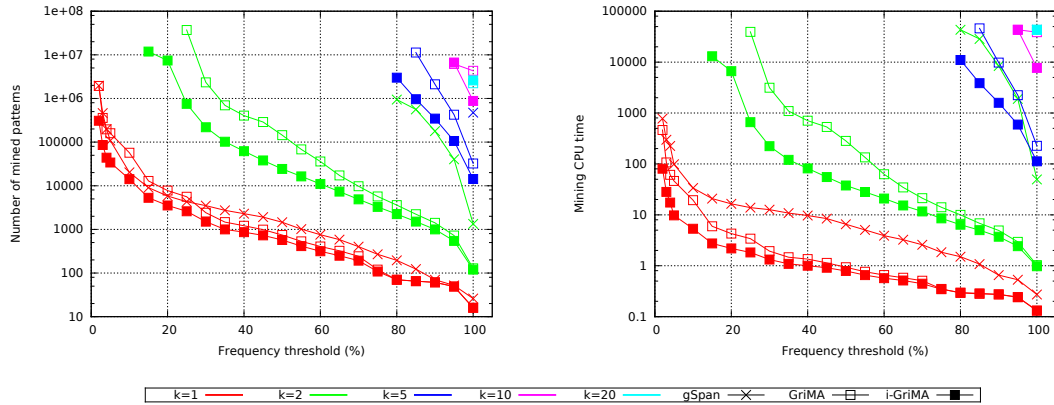 1e+08
1e+07
1e+06
100000
10000
1000
100
10
Number of mined patterns
0 20 40 60 80 100
Frequency threshold (%)
100000
10000
1000
100
10
1
0.1
Mining CPU time
0 20 40 60 80 100
Frequency threshold (%)
k=1 k=2 k=5 k=10 k=20 gSpan GriMA i-GriMA